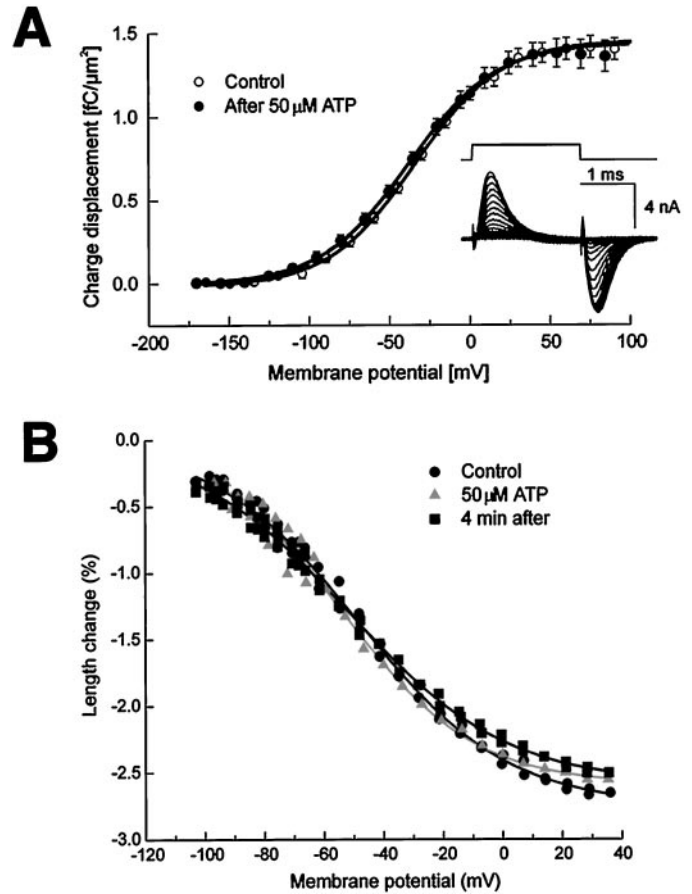 A
1.5
1.0
0.5
0.0
Charge displacement [fC/μm²]
Control
After 50 μM ATP
1 ms
4 nA
-200 -150 -100 -50 0 50 100
Membrane potential [mV]
B
0.0
-0.5
-1.0
-1.5
-2.0
-2.5
-3.0
Length change (%)
Control
50 μM ATP
4 min after
-120 -100 -80 -60 -40 -20 0 20 40
Membrane potential (mV)